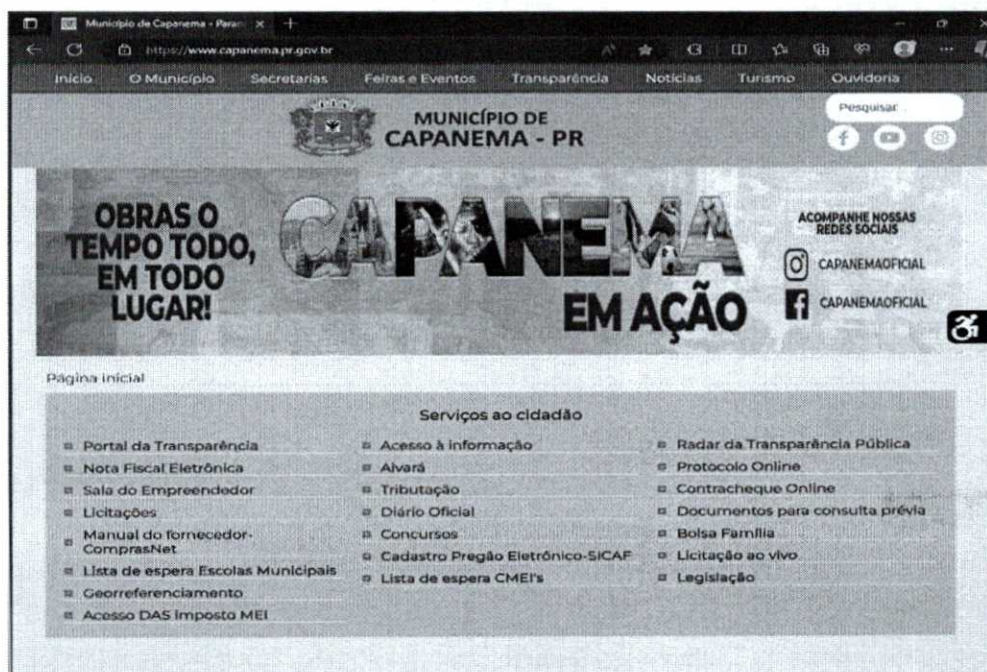 Município de Capanema - Paran
https://www.capanema.pr.gov.br
Início O Município Secretarias Feiras e Eventos Transparência Notícias Turismo Ouvidoria
MUNICÍPIO DE
CAPANEMA - PR
Pesquisar...
OBRAS O
TEMPO TODO,
EM TODO
LUGAR!
CAPANEMA
EM AÇÃO
ACOMPANHE NOSSAS
REDES SOCIAIS
CAPANEMAOFICIAL
CAPANEMAOFICIAL
Página inicial
Serviços ao cidadão
Portal da Transparência
Nota Fiscal Eletrônica
Sala do Empreendedor
Licitações
Manual do fornecedor-
ComprasNet
Lista de espera Escolas Municipais
Georreferenciamento
Acesso DAS Imposto MEI
Acesso à informação
Alvará
Tributação
Diário Oficial
Concursos
Cadastro Pregão Eletrônico-SICAF
Lista de espera CMEI's
Radar da Transparência Pública
Protocolo Online
Contracheque Online
Documentos para consulta prévia
Bolsa Família
Licitação ao vivo
Legislação